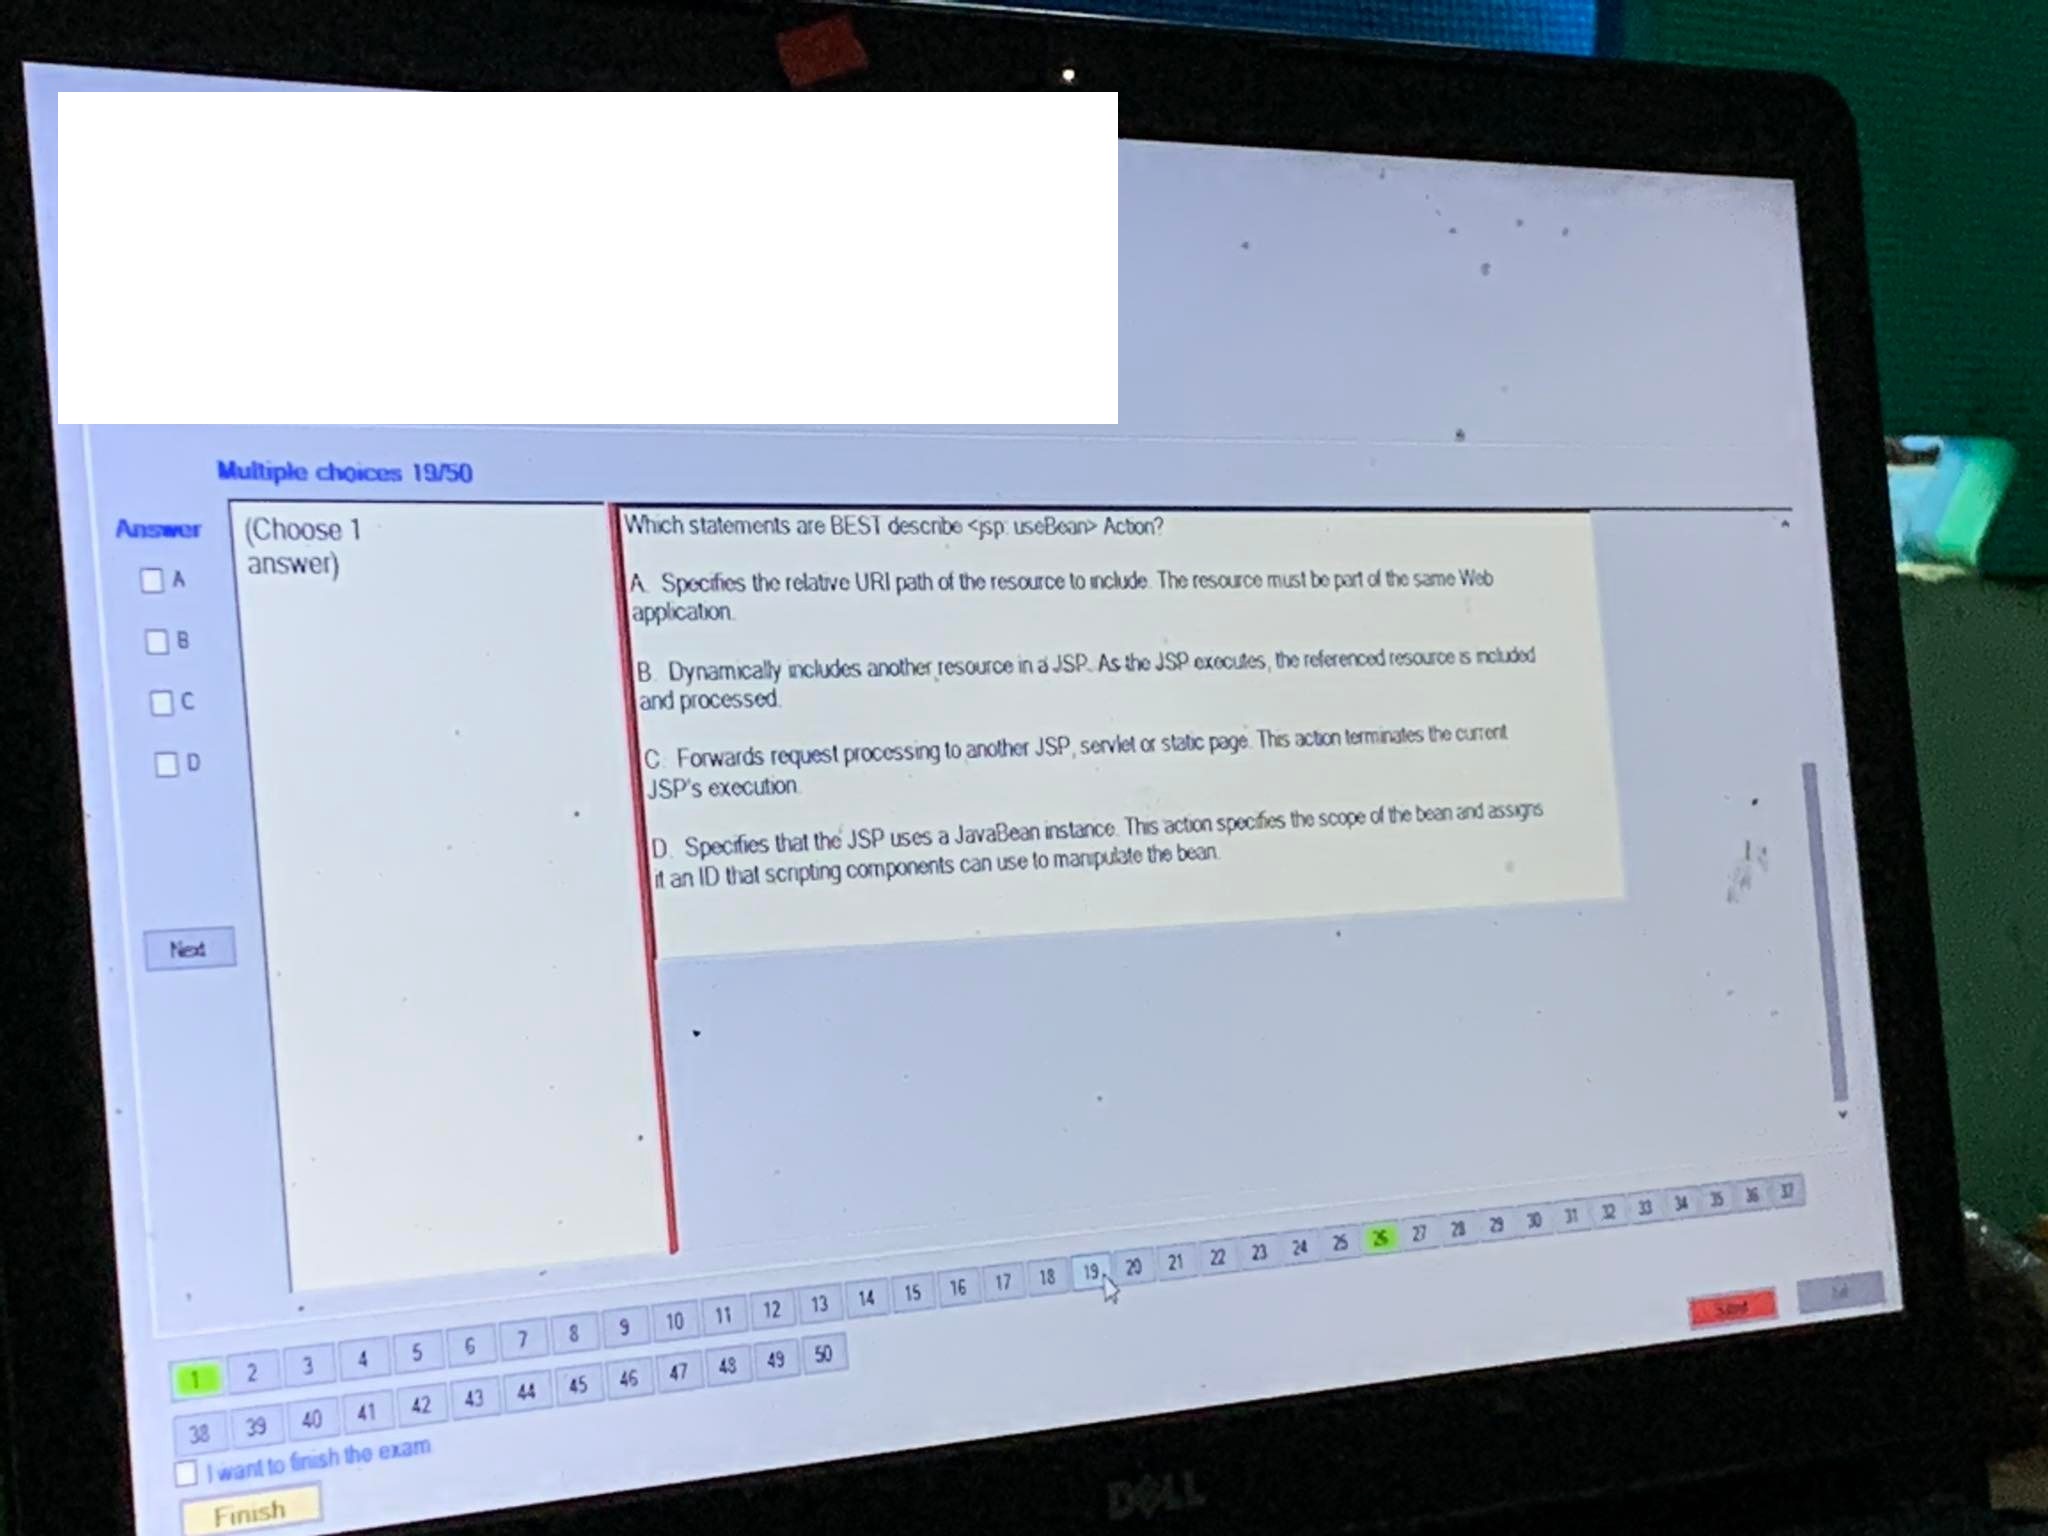 Multiple choices 19/50
Answer
(Choose 1
answer)
A
B
C
D
Next
Which statements are BEST describe <jsp: useBean> Action?
A. Specifies the relative URI path of the resource to include. The resource must be part of the same Web
application.
B. Dynamically includes another resource in a JSP. As the JSP executes, the referenced resource is included
and processed.
C. Forwards request processing to another JSP, servlet or static page. This action terminates the current
JSP's execution.
D. Specifies that the JSP uses a JavaBean instance. This action specifies the scope of the bean and assigns
it an ID that scripting components can use to manipulate the bean.
1 2 3 4 5 6 7 8 9 10 11 12 13 14 15 16 17 18 19 20 21 22 23 24 25 26 27 28 29 30 31 32 33 34 35 36 37
38 39 40 41 42 43 44 45 46 47 48 49 50
I want to finish the exam
Finish
DELL